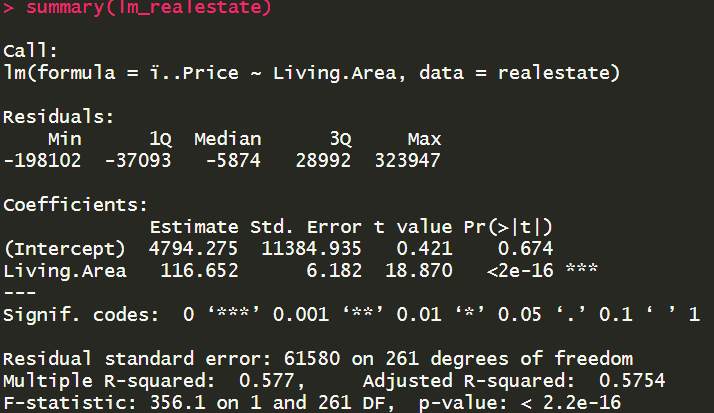 > summary(lm_realestate)
Call:
lm(formula = ï..Price ~ Living.Area, data = realestate)
Residuals:
    Min      1Q  Median      3Q     Max
-198102  -37093   -5874   28992  323947
Coefficients:
             Estimate Std. Error t value Pr(>|t|)
(Intercept)  4794.275  11384.935   0.421    0.674
Living.Area   116.652      6.182  18.870   <2e-16 ***
---
Signif. codes:  0 ‘***’ 0.001 ‘**’ 0.01 ‘*’ 0.05 ‘.’ 0.1 ‘ ’ 1
Residual standard error: 61580 on 261 degrees of freedom
Multiple R-squared:  0.577,     Adjusted R-squared:  0.5754
F-statistic: 356.1 on 1 and 261 DF,  p-value: < 2.2e-16